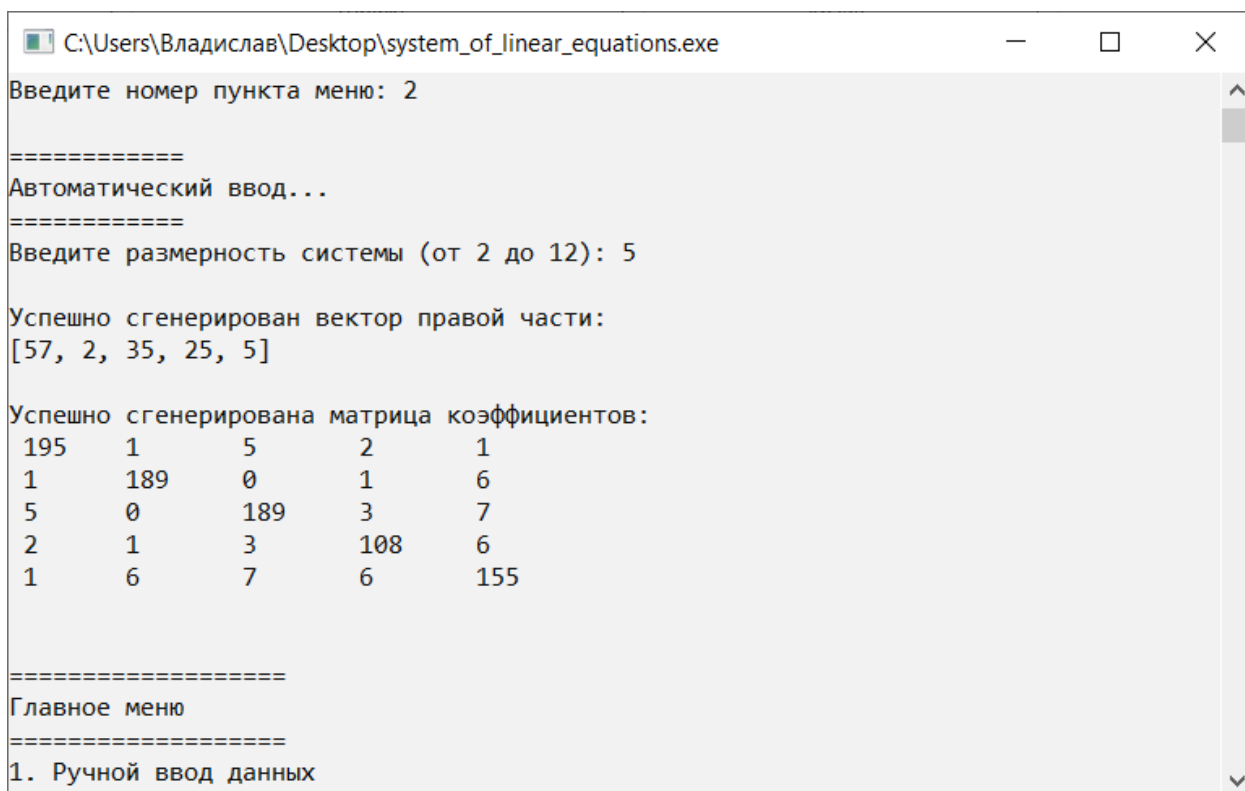 C:\Users\Владислав\Desktop\system_of_linear_equations.exe
Введите номер пункта меню: 2
============
Автоматический ввод...
============
Введите размерность системы (от 2 до 12): 5
Успешно сгенерирован вектор правой части:
[57, 2, 35, 25, 5]
Успешно сгенерирована матрица коэффициентов:
195 1 5 2 1
1 189 0 1 6
5 0 189 3 7
2 1 3 108 6
1 6 7 6 155
===================
Главное меню
===================
1. Ручной ввод данных